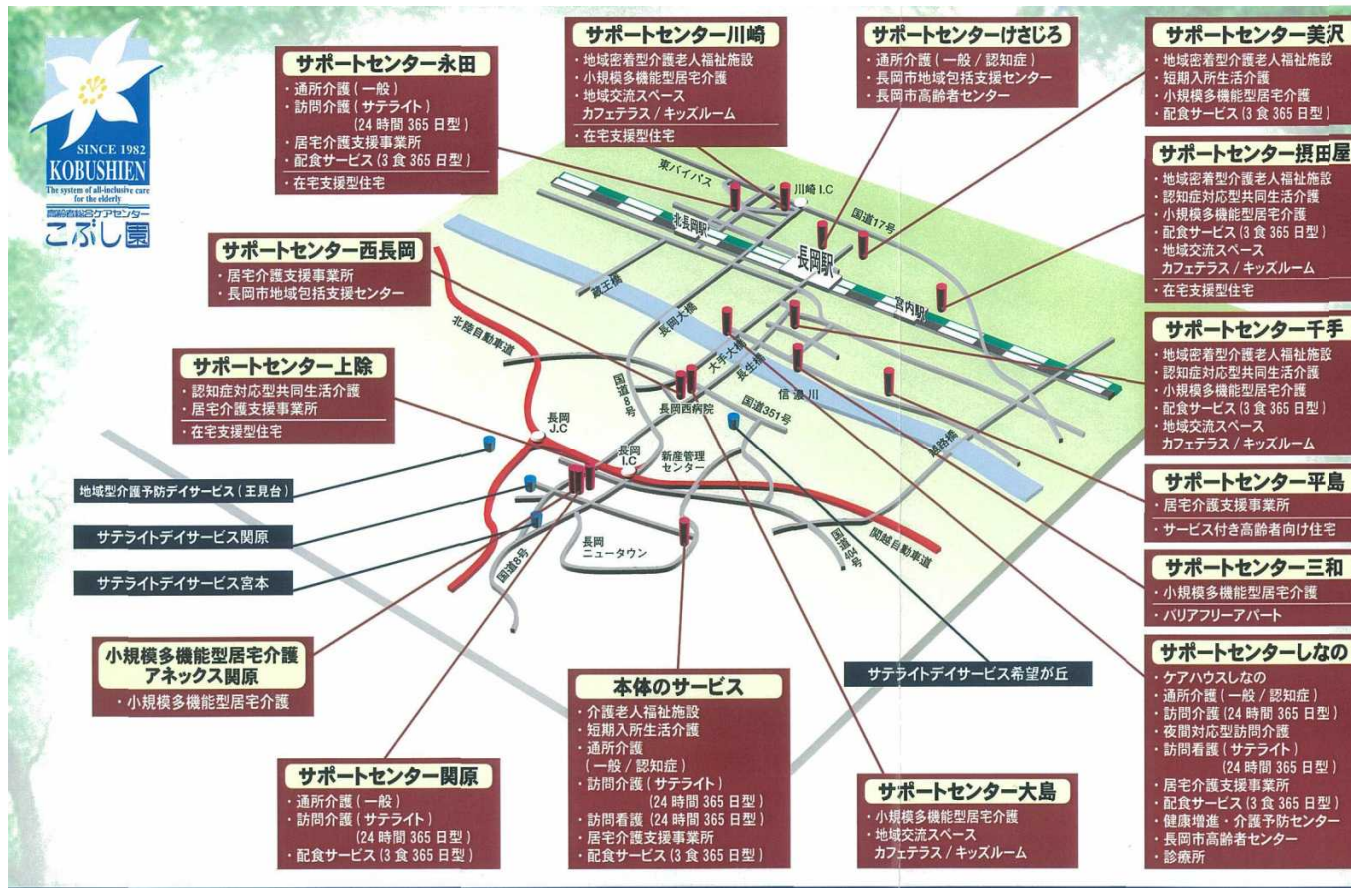 SINCE 1982
KOBUSHIEN
The system of all-inclusive care
for the elderly
高齢者総合ケアセンター
こぶし園
サポートセンター永田
・通所介護(一般)
・訪問介護(サテライト)
(24時間365日型)
・居宅介護支援事業所
・配食サービス(3食365日型)
・在宅支援型住宅
サポートセンター川崎
・地域密着型介護老人福祉施設
・小規模多機能型居宅介護
・地域交流スペース
カフェテラス/キッズルーム
・在宅支援型住宅
サポートセンターけさじろ
・通所介護(一般/認知症)
・長岡市地域包括支援センター
・長岡市高齢者センター
サポートセンター美沢
・地域密着型介護老人福祉施設
・短期入所生活介護
・小規模多機能型居宅介護
・配食サービス(3食365日型)
サポートセンター摂田屋
・地域密着型介護老人福祉施設
・認知症対応型共同生活介護
・小規模多機能型居宅介護
・配食サービス(3食365日型)
・地域交流スペース
カフェテラス/キッズルーム
・在宅支援型住宅
サポートセンター西長岡
・居宅介護支援事業所
・長岡市地域包括支援センター
サポートセンター上除
・認知症対応型共同生活介護
・居宅介護支援事業所
・在宅支援型住宅
サポートセンター千手
・地域密着型介護老人福祉施設
・認知症対応型共同生活介護
・小規模多機能型居宅介護
・配食サービス(3食365日型)
・地域交流スペース
カフェテラス/キッズルーム
サポートセンター平島
・居宅介護支援事業所
・サービス付き高齢者向け住宅
サポートセンター三和
・小規模多機能型居宅介護
・バリアフリーアパート
サポートセンターしなの
・ケアハウスしなの
・通所介護(一般/認知症)
・訪問介護(24時間365日型)
・夜間対応型訪問介護
・訪問看護(サテライト)
(24時間365日型)
・居宅介護支援事業所
・配食サービス(3食365日型)
・健康増進・介護予防センター
・長岡市高齢者センター
・診療所
東バイパス
川崎I.C
国道17号
北長岡駅
長岡駅
宮内駅
蔵王橋
長岡大橋
大手大橋
長生橋
信濃川
越路橋
北陸自動車道
国道8号
長岡西病院
国道351号
長岡
J.C
長岡
I.C
新産管理
センター
長岡
ニュータウン
国道8号
国道404号
関越自動車道
地域型介護予防デイサービス(王見台)
サテライトデイサービス関原
サテライトデイサービス宮本
サテライトデイサービス希望が丘
小規模多機能型居宅介護
アネックス関原
・小規模多機能型居宅介護
サポートセンター関原
・通所介護(一般)
・訪問介護(サテライト)
(24時間365日型)
・配食サービス(3食365日型)
本体のサービス
・介護老人福祉施設
・短期入所生活介護
・通所介護
(一般/認知症)
・訪問介護(サテライト)
(24時間365日型)
・訪問看護(24時間365日型)
・居宅介護支援事業所
・配食サービス(3食365日型)
サポートセンター大島
・小規模多機能型居宅介護
・地域交流スペース
カフェテラス/キッズルーム